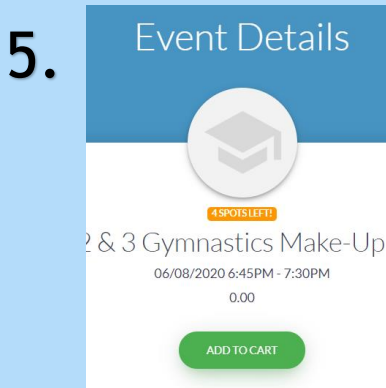 5.
Event Details
4 SPOTS LEFT!
& 3 Gymnastics Make-Up
06/08/2020 6:45PM - 7:30PM
0.00
ADD TO CART